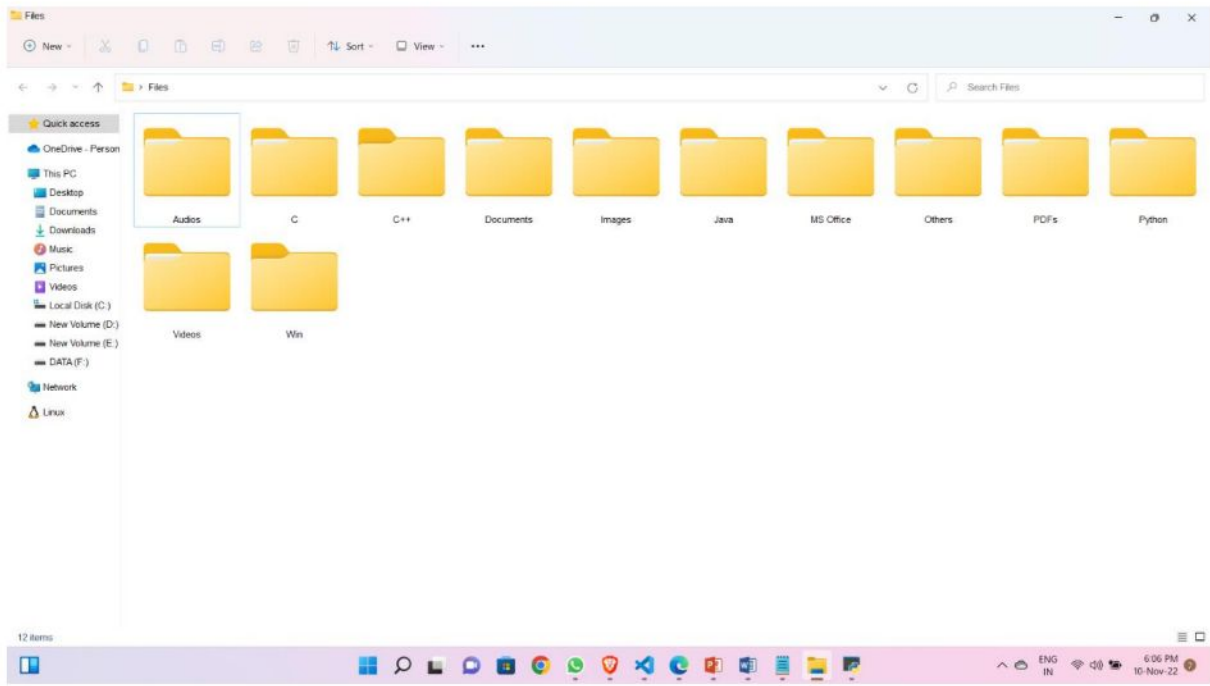 Files
New
Sort
View
Files
Search Files
Quick access
OneDrive - Person
This PC
Desktop
Documents
Downloads
Music
Pictures
Videos
Local Disk (C:)
New Volume (D:)
New Volume (E:)
DATA (F:)
Network
Linux
Audios C C++ Documents Images Java MS Office Others PDFs Python
Videos Win
12 items
ENG 6:06 PM
IN 10-Nov-22